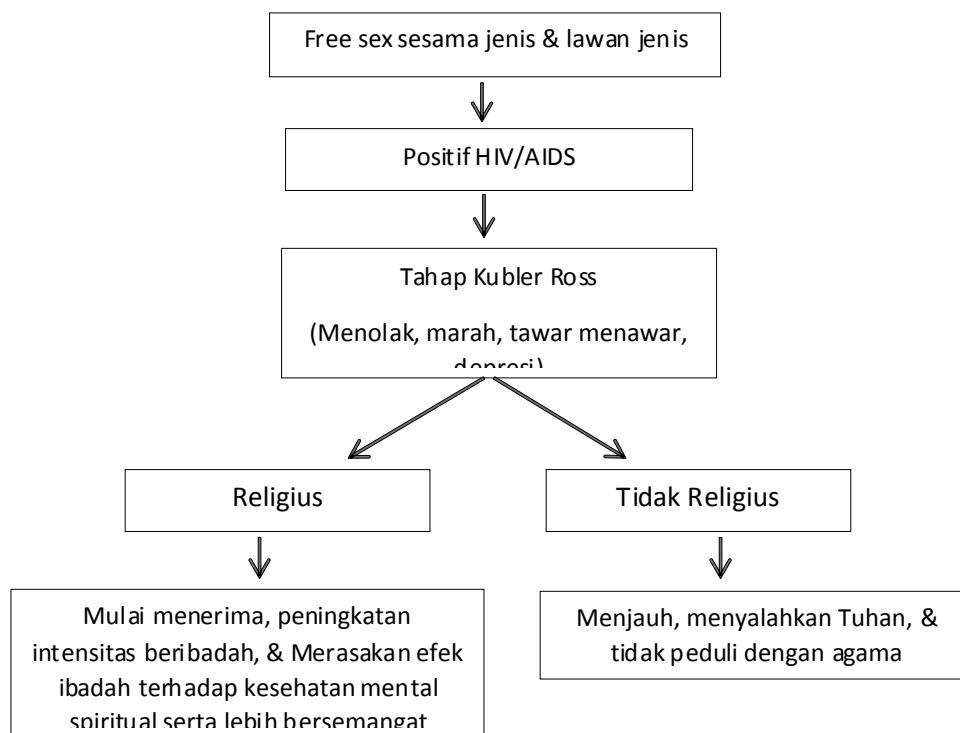 Free sex sesama jenis & lawan jenis
Positif HIV/AIDS
Tahap Kubler Ross
(Menolak, marah, tawar menawar,
depresi)
Religius
Tidak Religius
Mulai menerima, peningkatan
intensitas beribadah, & Merasakan efek
ibadah terhadap kesehatan mental
spiritual serta lebih bersemangat
Menjauh, menyalahkan Tuhan, &
tidak peduli dengan agama